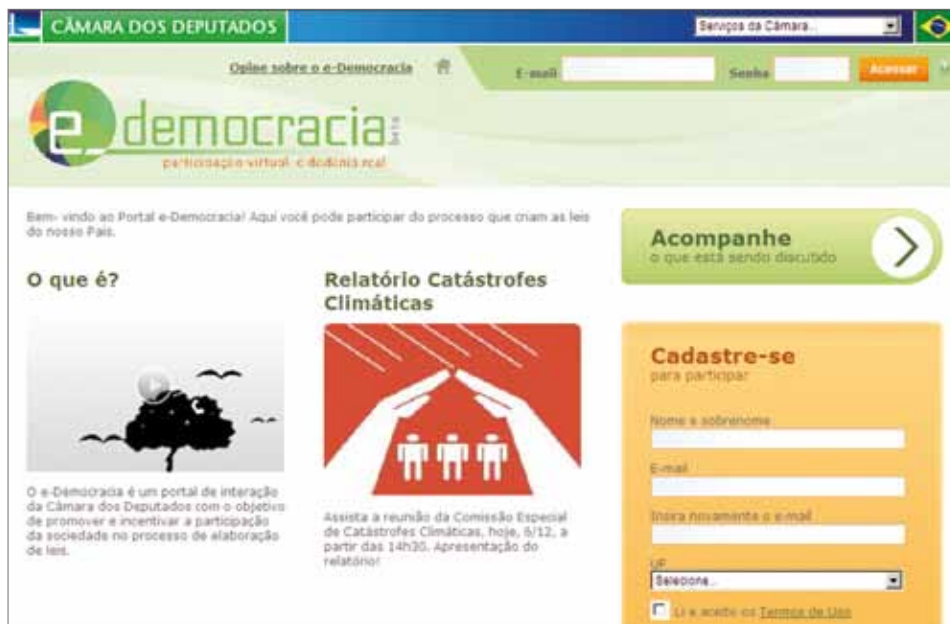 CÂMARA DOS DEPUTADOS
Serviços da Câmara...
Opine sobre o e-Democracia
E-mail
Senha
Acessar
e democracia beta
participação virtual, cidadania real
Bem- vindo ao Portal e-Democracia! Aqui você pode participar do processo que criam as leis
do nosso País.
O que é?
O e-Democracia é um portal de interação
da Câmara dos Deputados com o objetivo
de promover e incentivar a participação
da sociedade no processo de elaboração
de leis.
Relatório Catástrofes
Climáticas
Assista a reunião da Comissão Especial
de Catástrofes Climáticas, hoje, 6/12, a
partir das 14h30. Apresentação do
relatório!
Acompanhe
o que está sendo discutido
Cadastre-se
para participar
Nome e sobrenome
E-mail
Insira novamente o e-mail
UF
Selecione...
Li e aceito os Termos de Uso